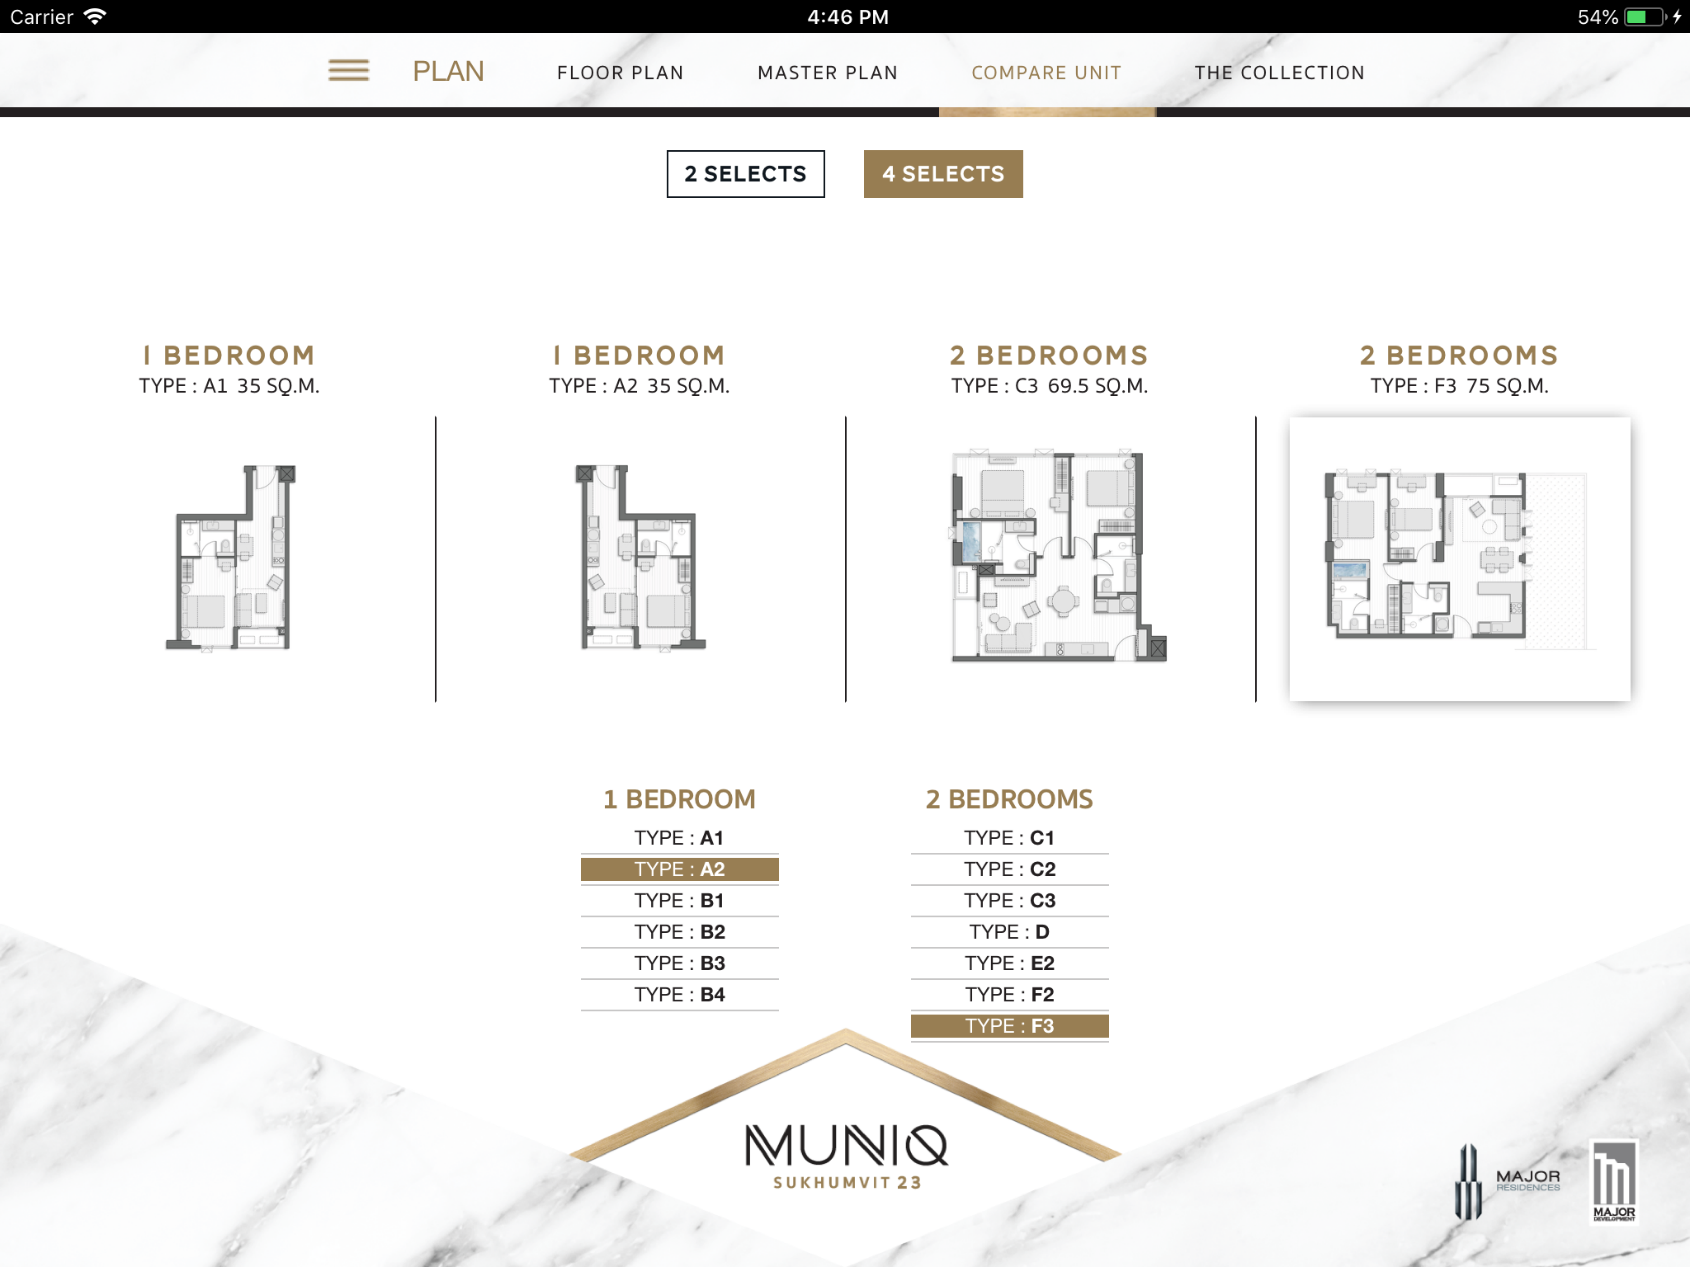 Carrier
4:46 PM
54%
PLAN
FLOOR PLAN
MASTER PLAN
COMPARE UNIT
THE COLLECTION
2 SELECTS
4 SELECTS
1 BEDROOM
TYPE : A1 35 SQ.M.
1 BEDROOM
TYPE : A2 35 SQ.M.
2 BEDROOMS
TYPE : C3 69.5 SQ.M.
2 BEDROOMS
TYPE : F3 75 SQ.M.
1 BEDROOM
TYPE : A1
TYPE : A2
TYPE : B1
TYPE : B2
TYPE : B3
TYPE : B4
2 BEDROOMS
TYPE : C1
TYPE : C2
TYPE : C3
TYPE : D
TYPE : E2
TYPE : F2
TYPE : F3
MUNIQ
SUKHUMVIT 23
MAJOR
RESIDENCES
MAJOR
DEVELOPMENT